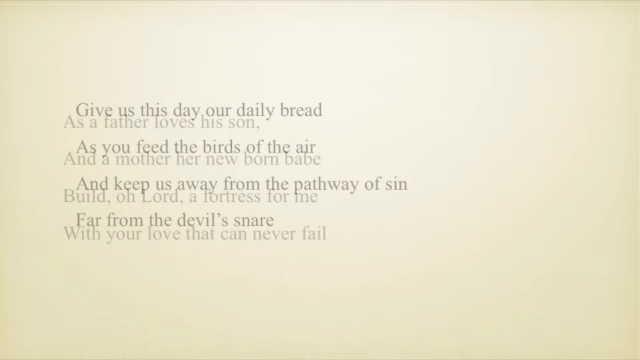 Give us this day our daily bread
As a father loves his son,
As you feed the birds of the air
And a mother her new born babe
And keep us away from the pathway of sin
Build, oh Lord, a fortress for me
Far from the devil's snare
With your love that can never fail